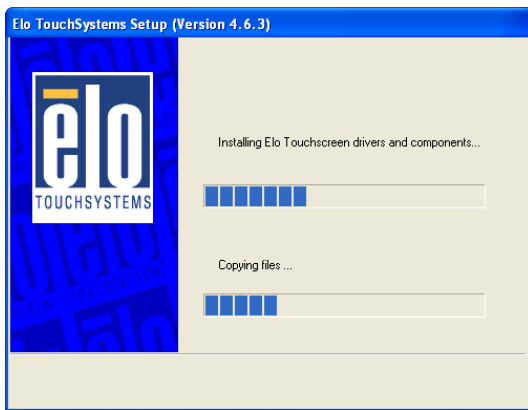 Elo TouchSystems Setup (Version 4.6.3)
elo
TOUCHSYSTEMS
Installing Elo Touchscreen drivers and components...
Copying files ...